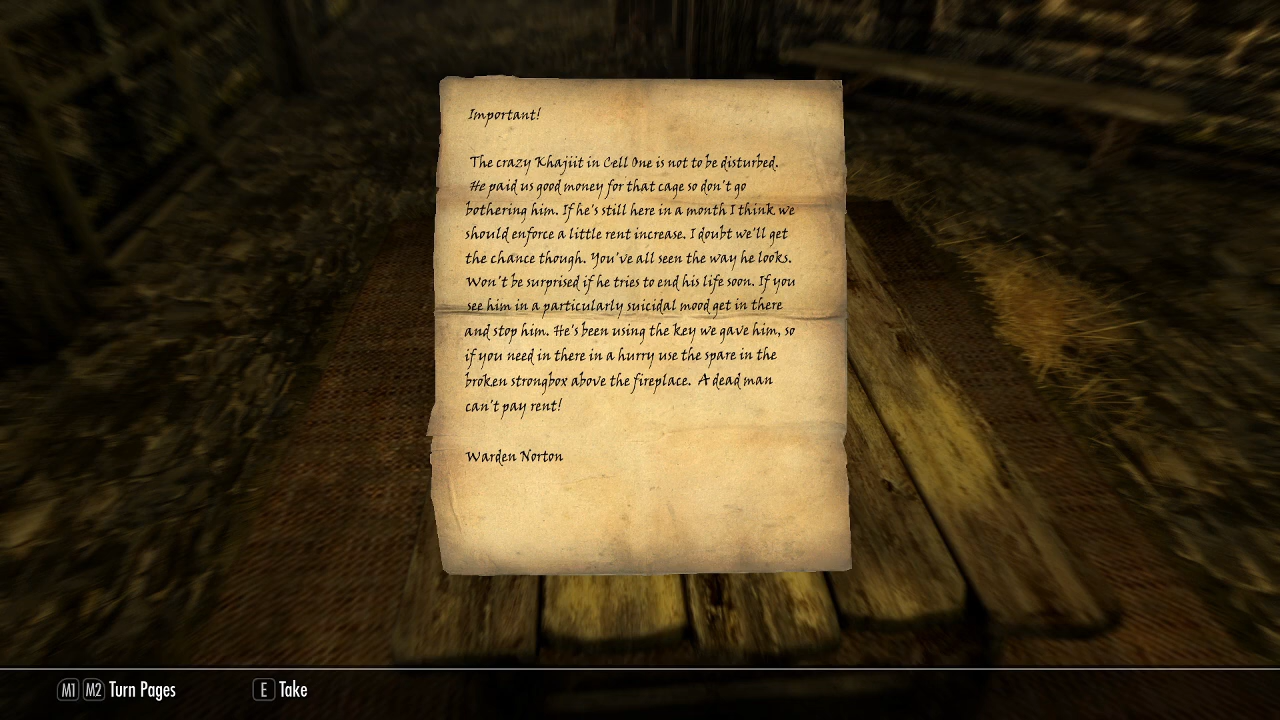 Important!
The crazy Khajiit in Cell One is not to be disturbed.
He paid us good money for that cage so don't go
bothering him. If he's still here in a month I think we
should enforce a little rent increase. I doubt we'll get
the chance though. You've all seen the way he looks.
Won't be surprised if he tries to end his life soon. If you
see him in a particularly suicidal mood get in there
and stop him. He's been using the key we gave him, so
if you need in there in a hurry use the spare in the
broken strongbox above the fireplace. A dead man
can't pay rent!
Warden Norton
M1 M2 Turn Pages E Take